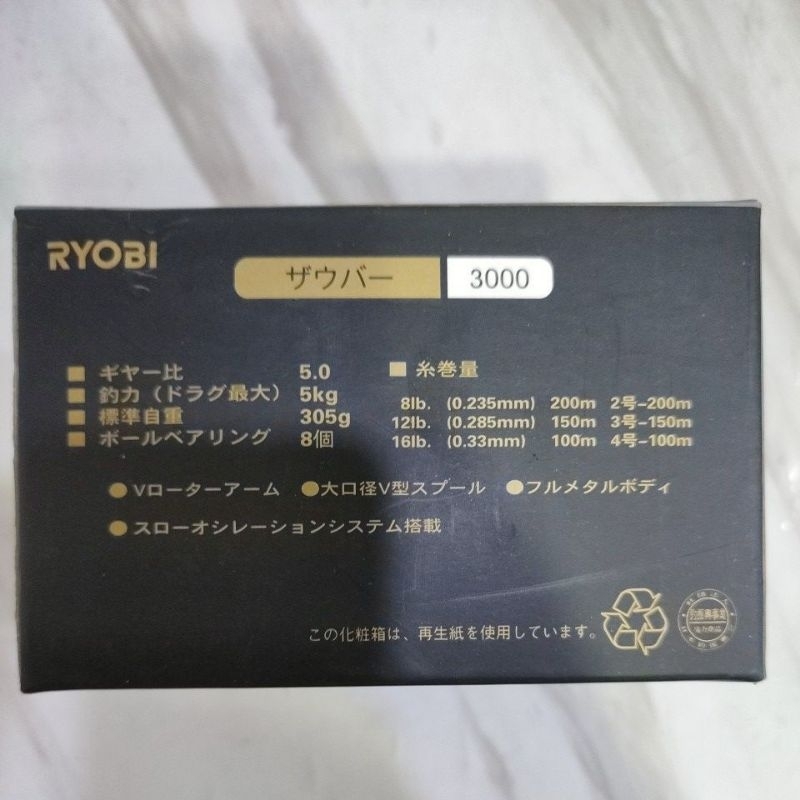 RYOBI
ザウバー 3000
■ ギヤー比 5.0
■ 釣力（ドラグ最大） 5kg
■ 標準自重 305g
■ ボールベアリング 8個
■ 糸巻量
8lb. (0.235mm) 200m 2号-200m
12lb. (0.285mm) 150m 3号-150m
16lb. (0.33mm) 100m 4号-100m
●Vローターアーム ●大口径V型スプール ●フルメタルボディ
●スローオシレーションシステム搭載
この化粧箱は、再生紙を使用しています。